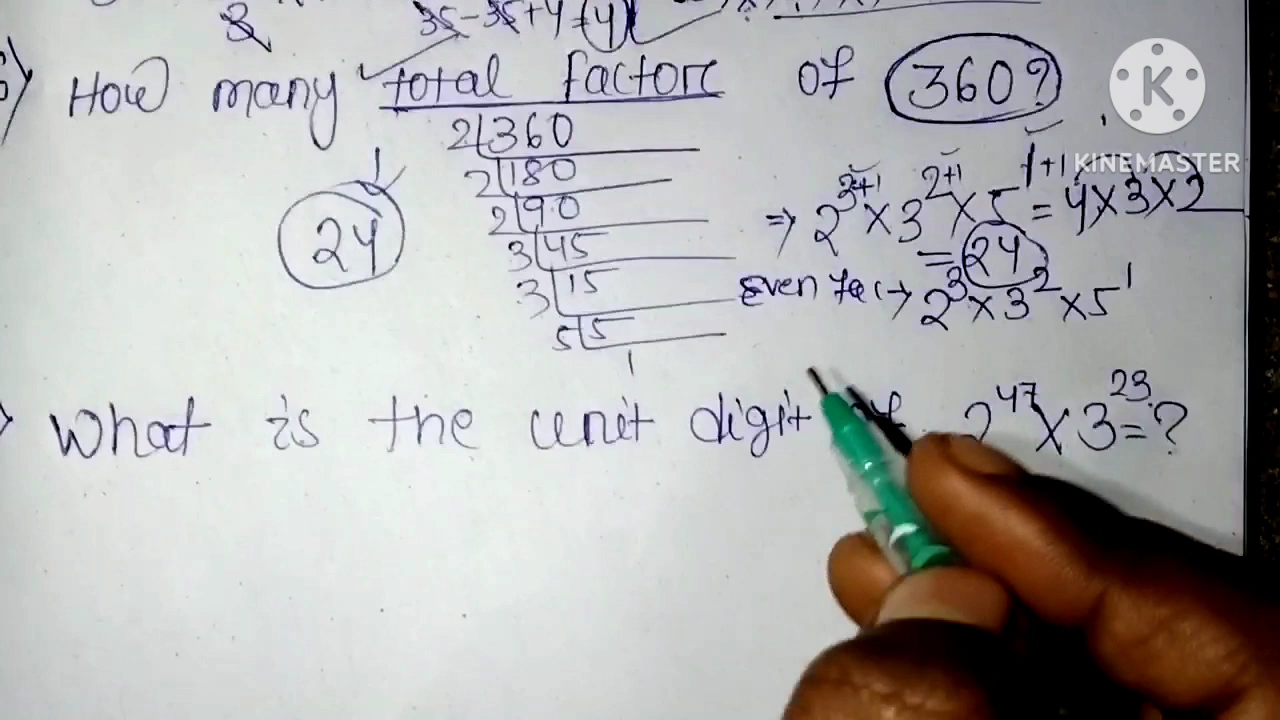 35-35+4=4
How many total factors of 360?
2 360
2 180
2 90
3 45
3 15
5 5
1
24
⇒ 2^3+1 × 3^2+1 × 5^1+1 = 4×3×2
= 24
Even fac → 2^3 × 3^2 × 5^1
What is the unit digit of 2^47 × 3^23 = ?
K
KINEMASTER